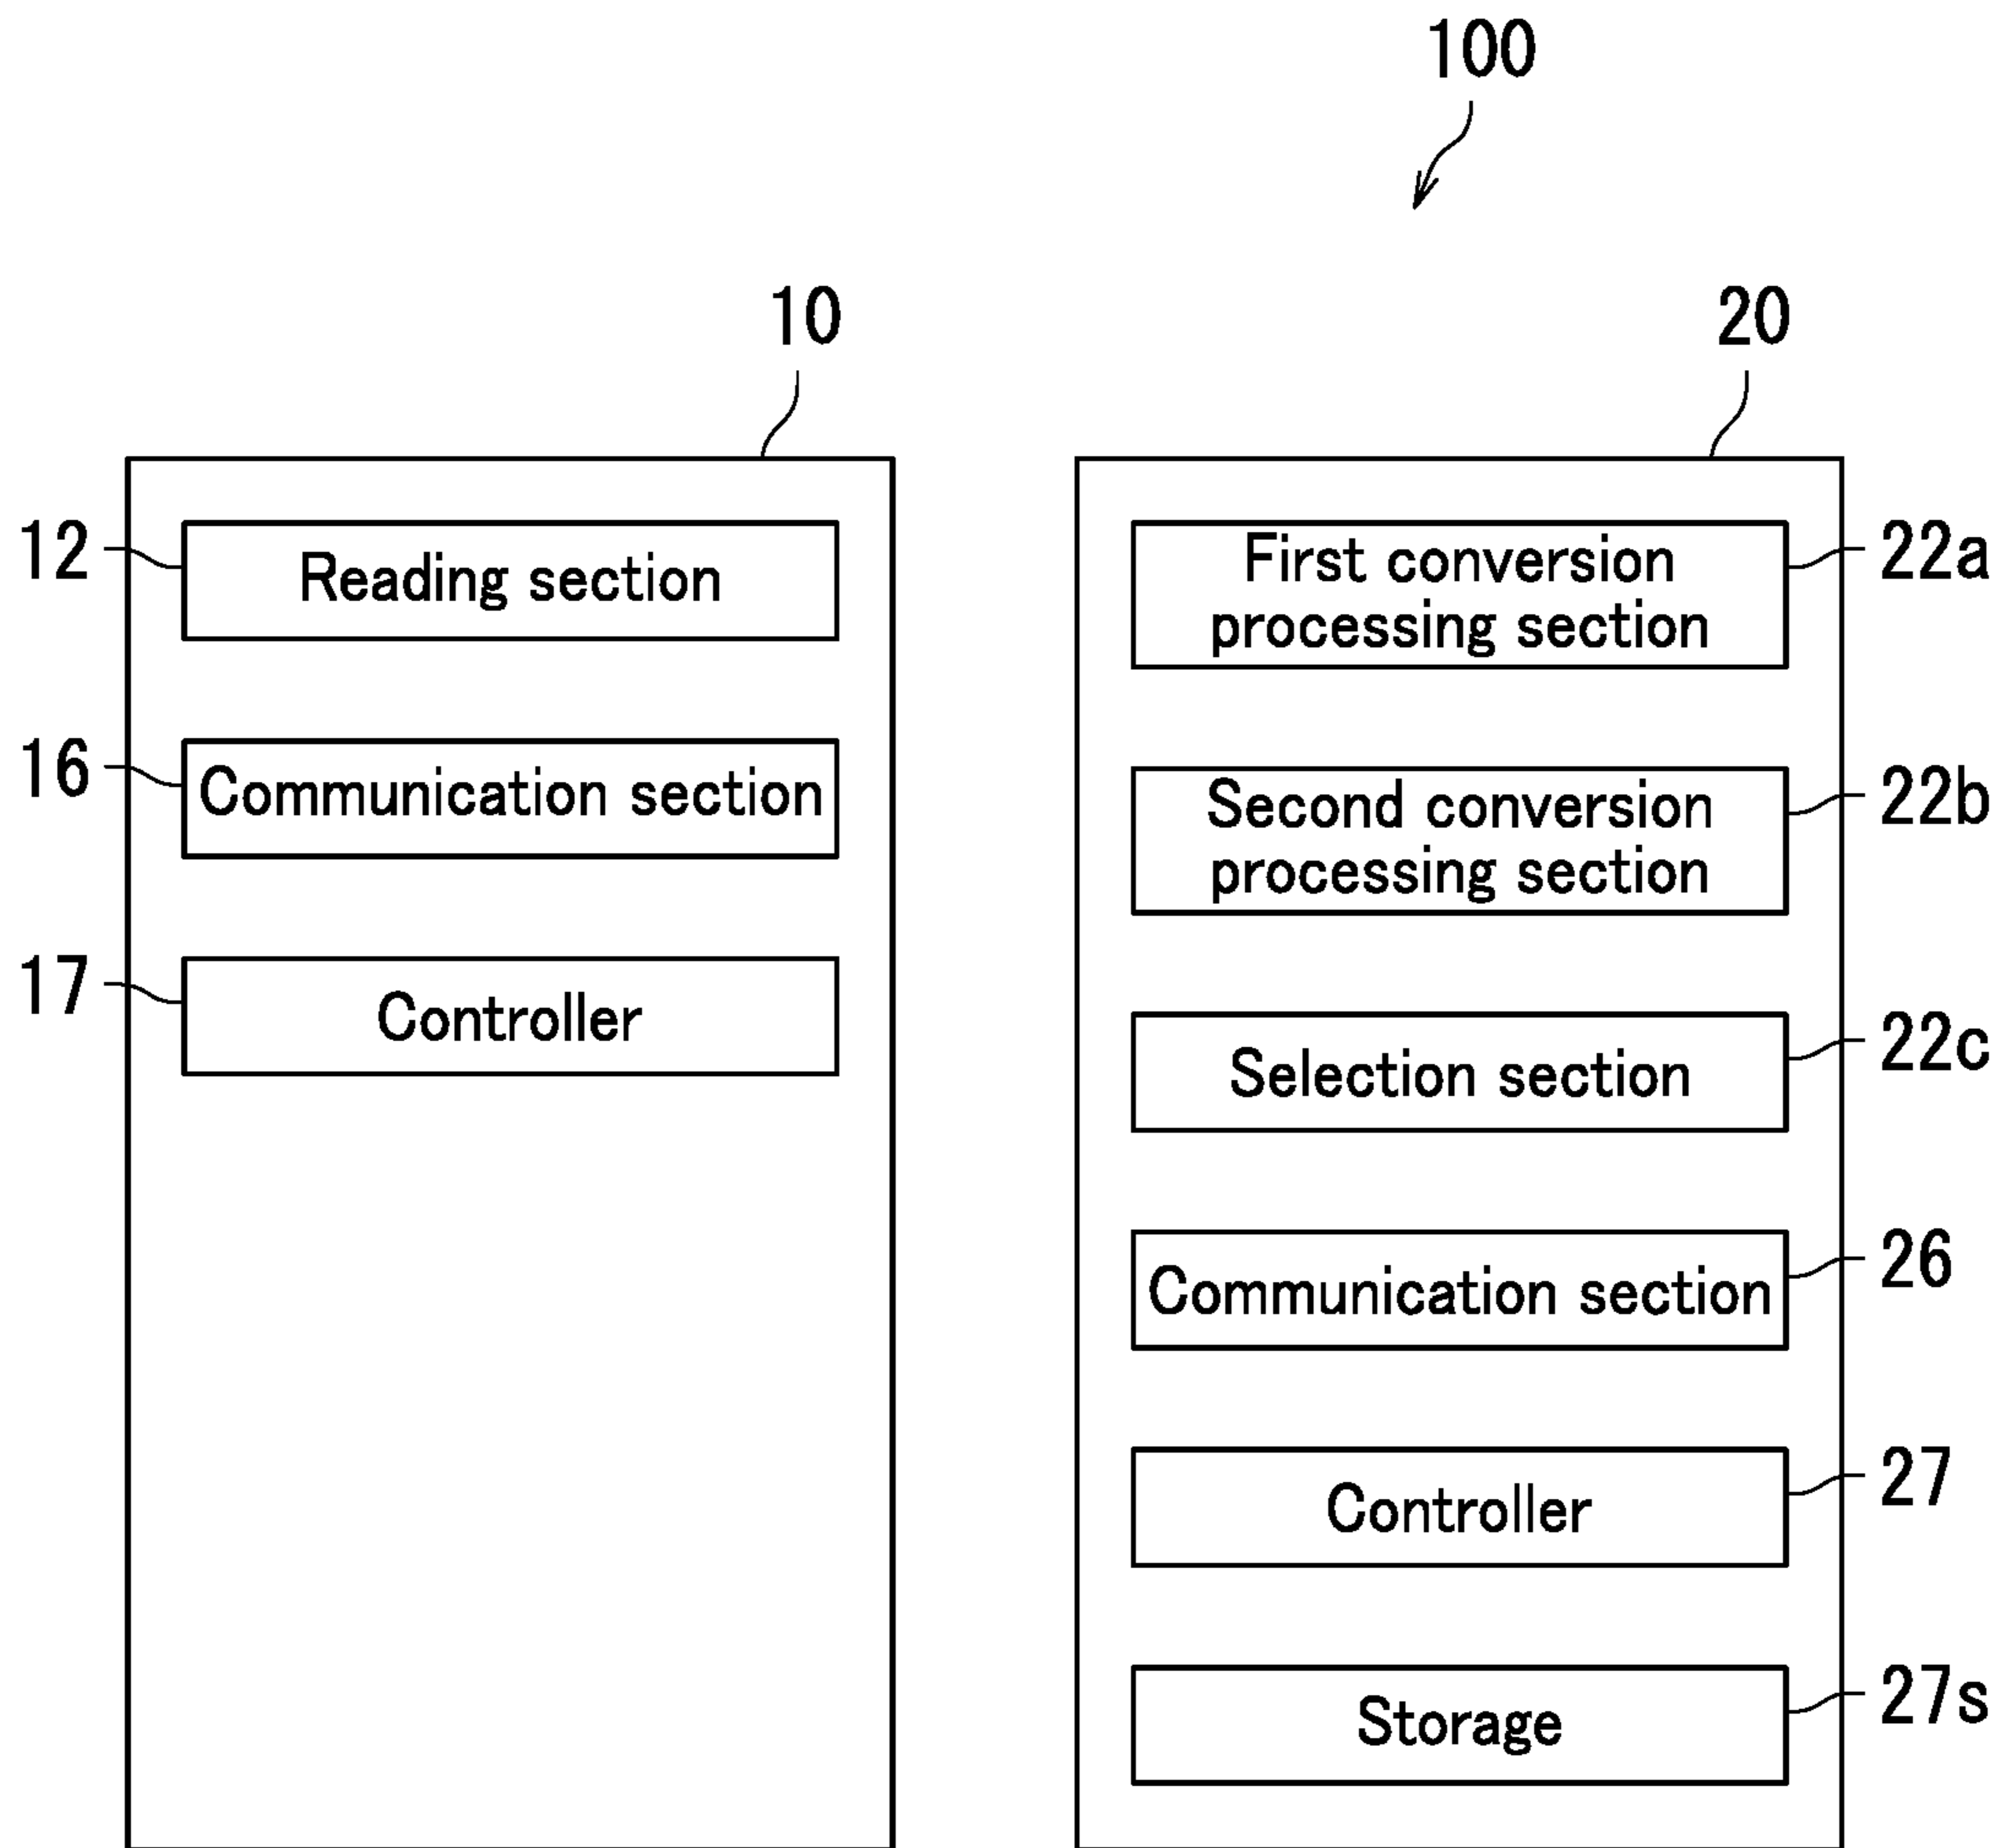 100
10
20
12
Reading section
16
Communication section
17
Controller
First conversion
processing section
22a
Second conversion
processing section
22b
Selection section
22c
Communication section
26
Controller
27
Storage
27s